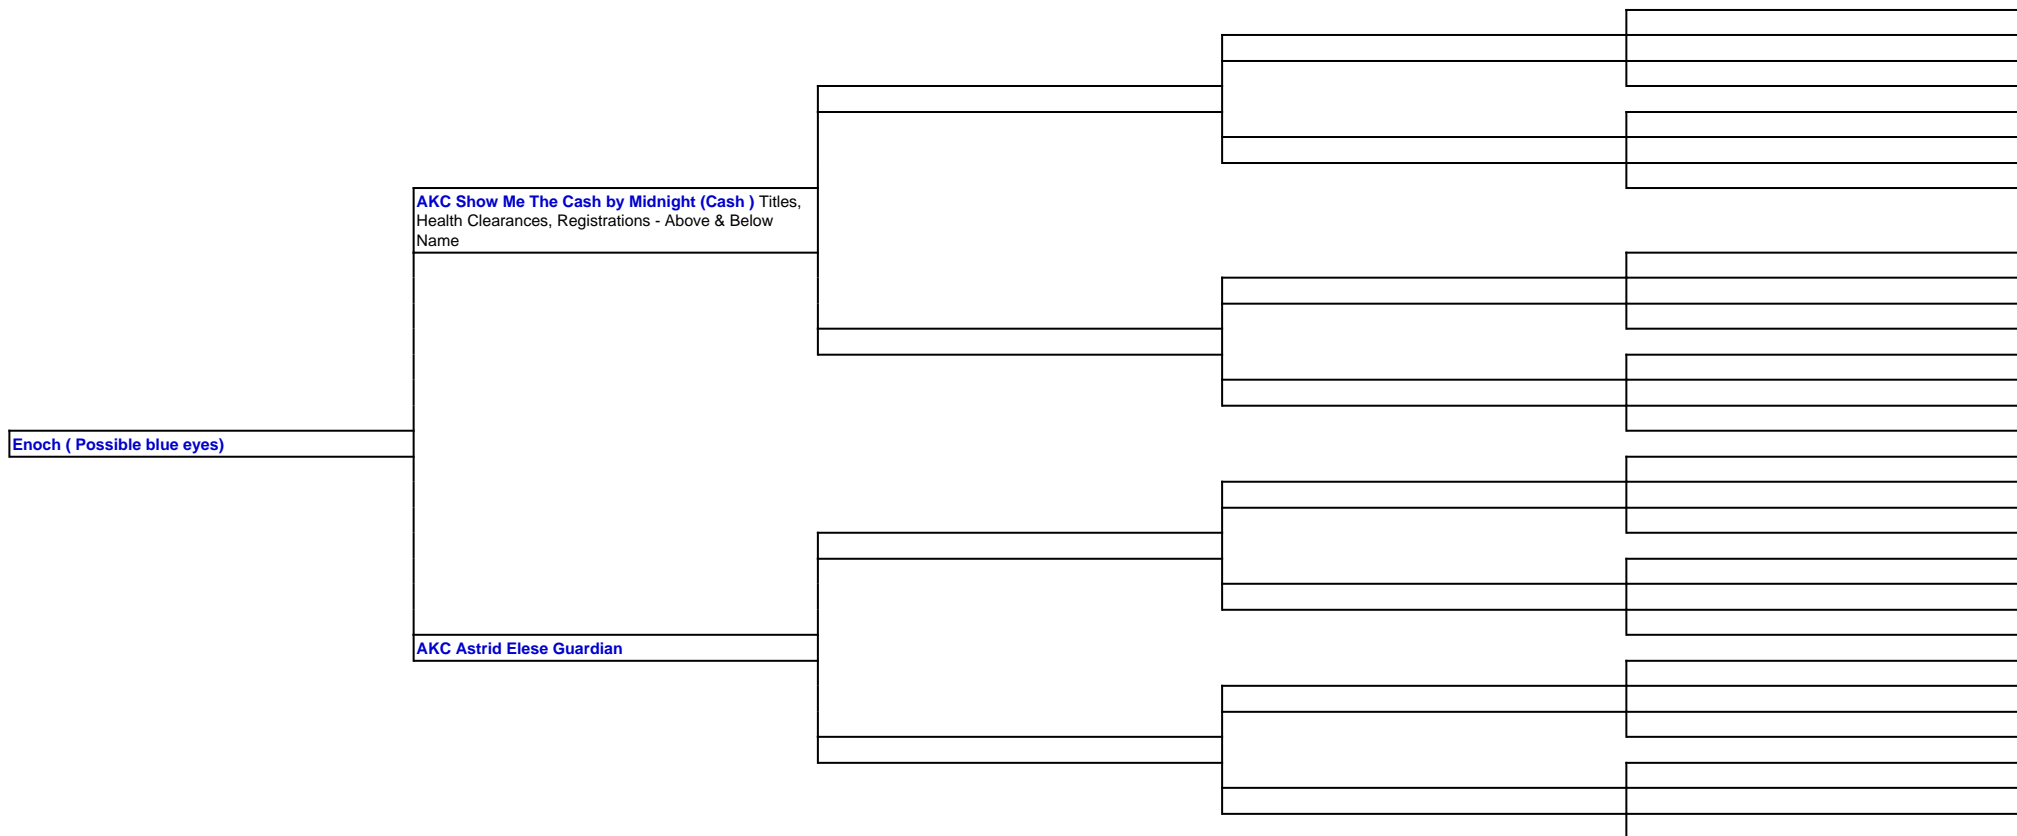 AKC Show Me The Cash by Midnight (Cash ) Titles,
Health Clearances, Registrations - Above & Below
Name
Enoch ( Possible blue eyes)
AKC Astrid Elese Guardian